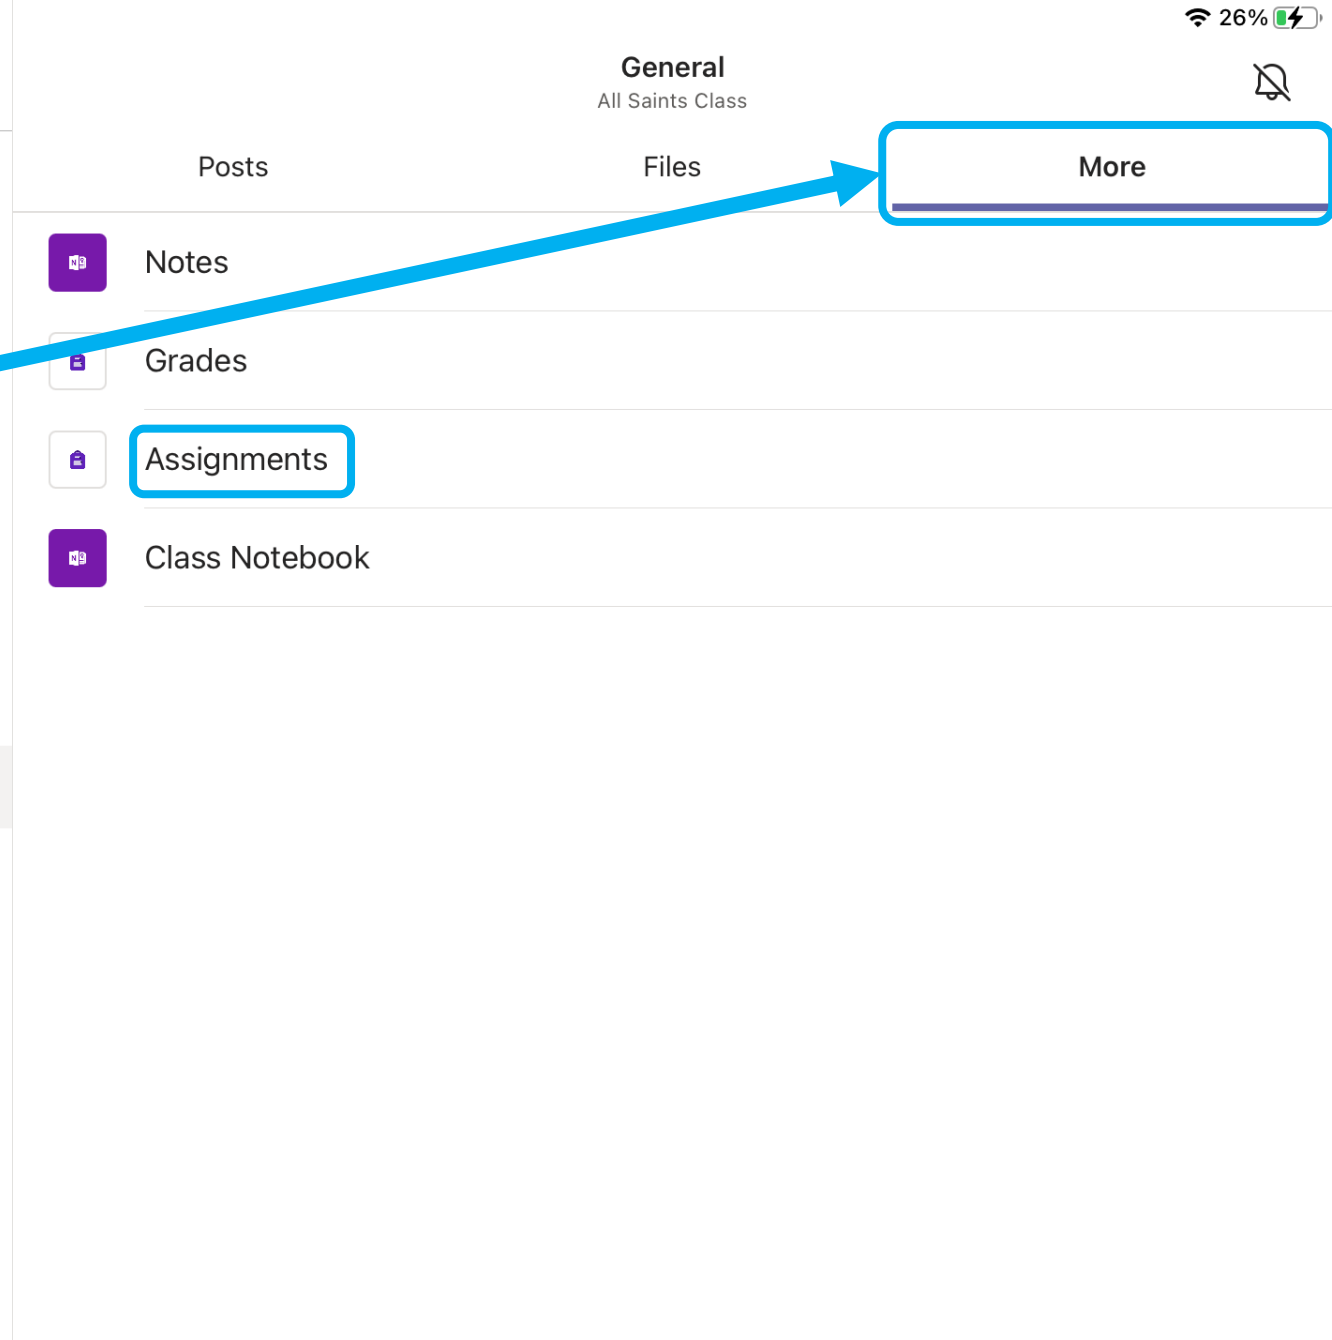 26%
General
All Saints Class
Posts
Files
More
Notes
Grades
Assignments
Class Notebook